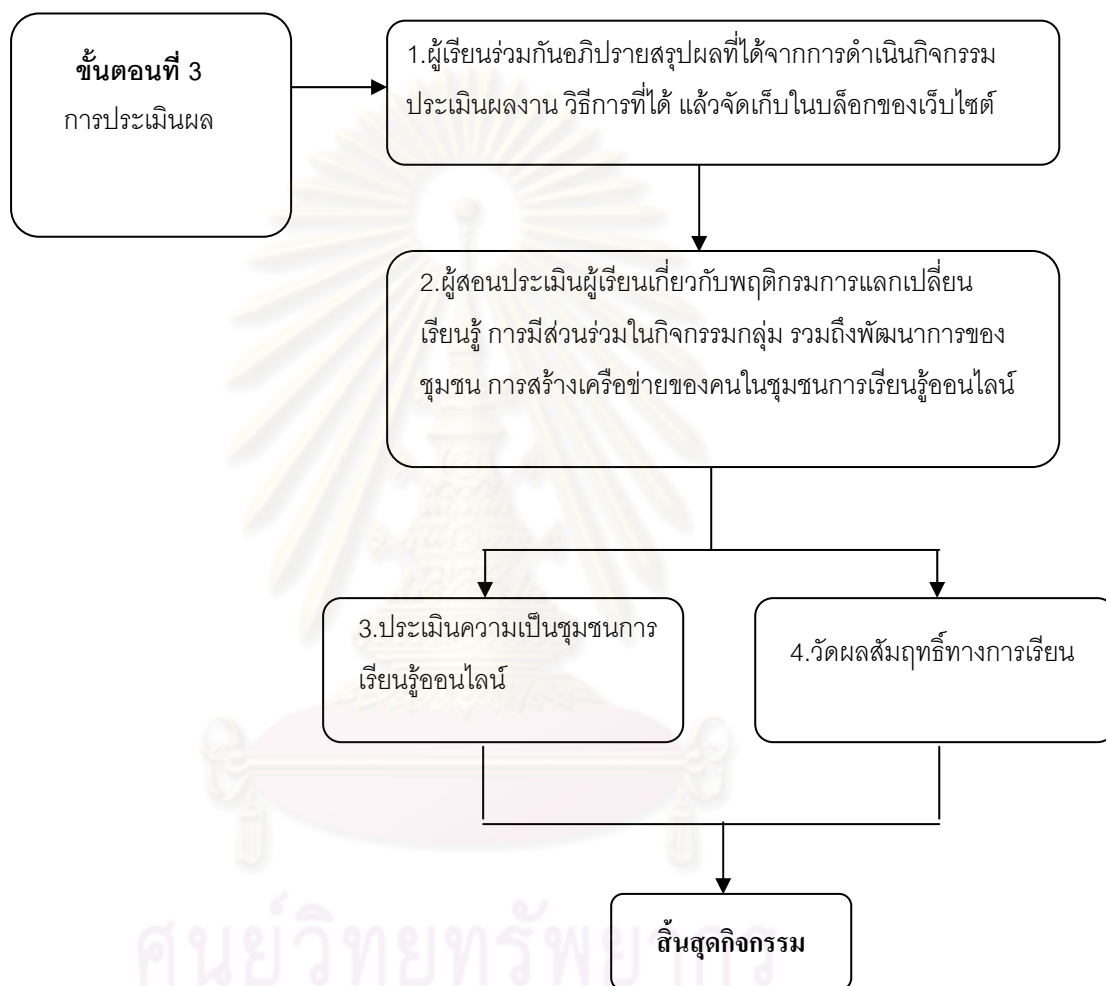 ขั้นตอนที่ 3
การประเมินผล
1.ผู้เรียนร่วมกันอภิปรายสรุปผลที่ได้จากการดำเนินกิจกรรม
ประเมินผลงาน วิธีการที่ได้ แล้วจัดเก็บในบล็อกของเว็บไซต์
2.ผู้สอนประเมินผู้เรียนเกี่ยวกับพฤติกรมการแลกเปลี่ยน
เรียนรู้ การมีส่วนร่วมในกิจกรรมกลุ่ม รวมถึงพัฒนาการของ
ชุมชน การสร้างเครือข่ายของคนในชุมชนการเรียนรู้ออนไลน์
3.ประเมินความเป็นชุมชนการ
เรียนรู้ออนไลน์
4.วัดผลสัมฤทธิ์ทางการเรียน
สิ้นสุดกิจกรรม
ศูนย์วิทยทรัพยากร